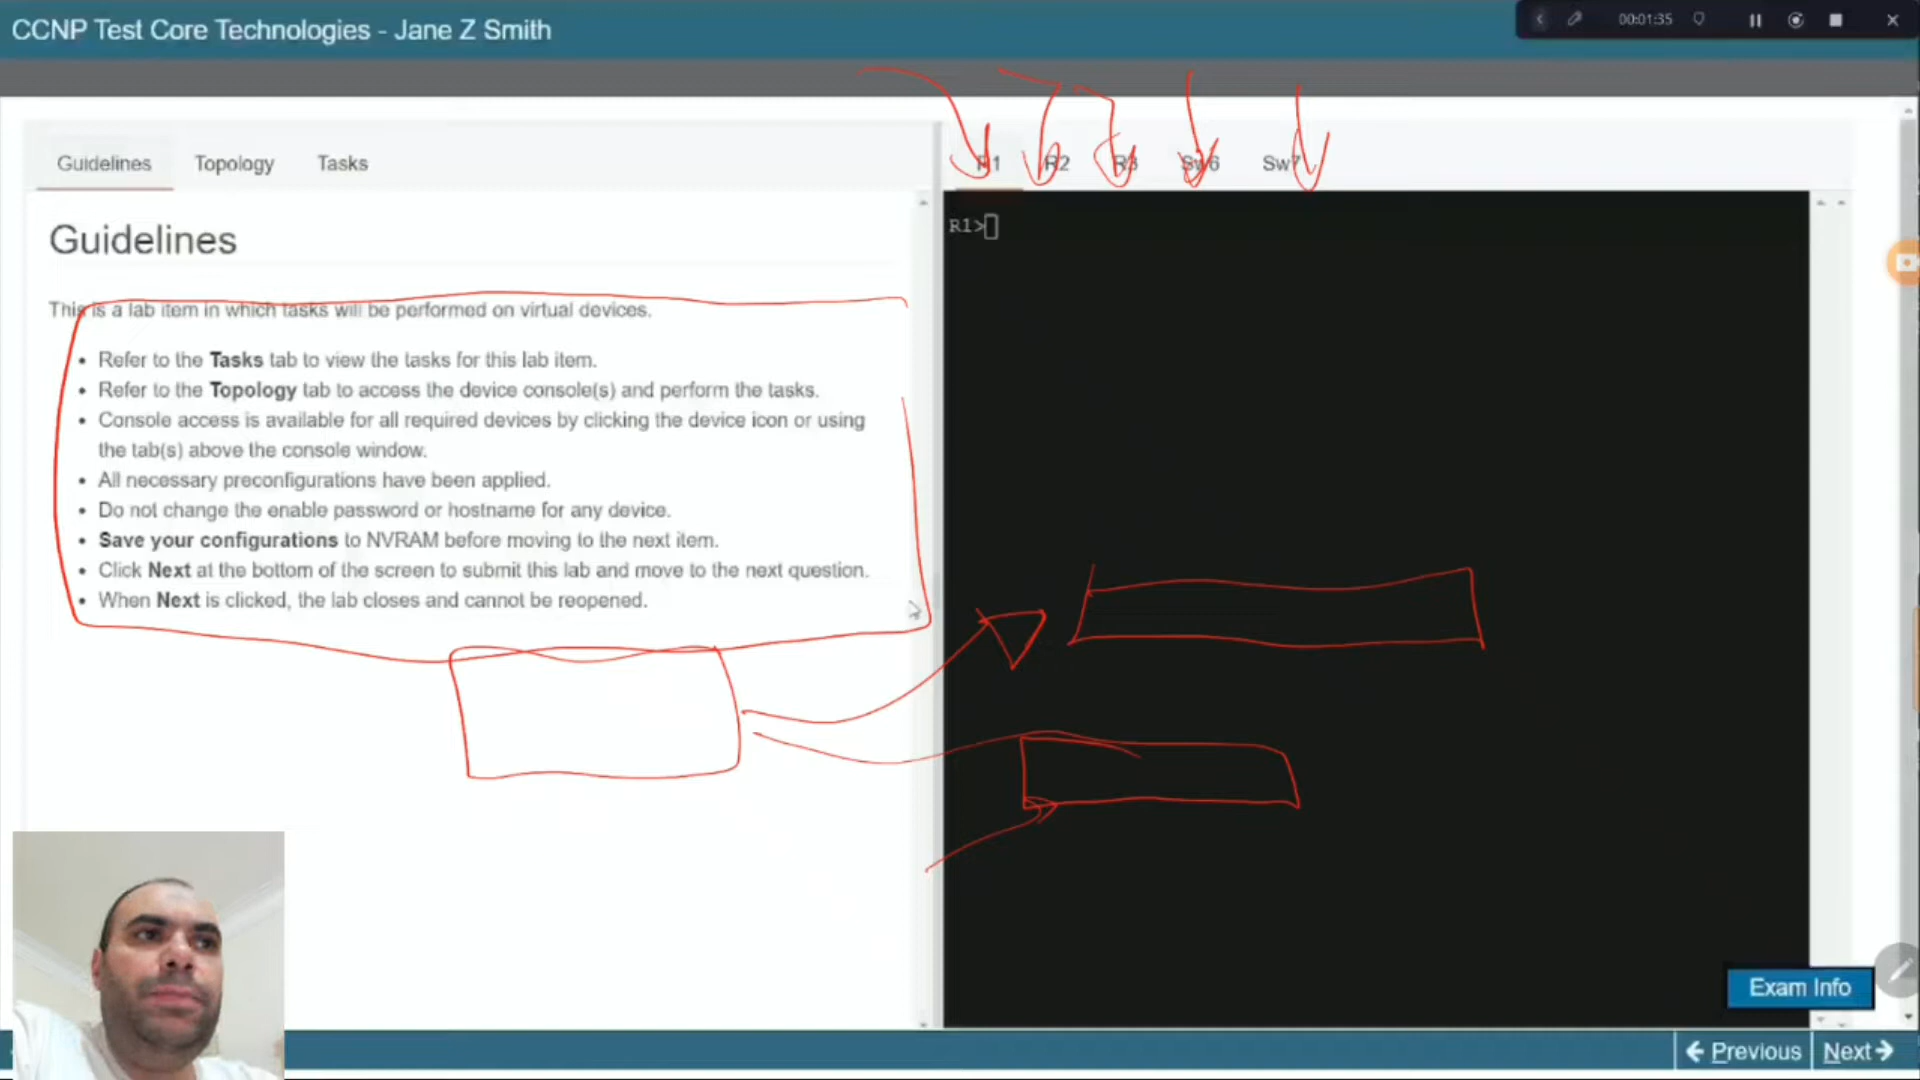 CCNP Test Core Technologies - Jane Z Smith
00:01:35
Guidelines
Topology
Tasks
R1
R2
R3
Sw6
Sw7
Guidelines
This is a lab item in which tasks will be performed on virtual devices.
• Refer to the Tasks tab to view the tasks for this lab item.
• Refer to the Topology tab to access the device console(s) and perform the tasks.
• Console access is available for all required devices by clicking the device icon or using
the tab(s) above the console window.
• All necessary preconfigurations have been applied.
• Do not change the enable password or hostname for any device.
• Save your configurations to NVRAM before moving to the next item.
• Click Next at the bottom of the screen to submit this lab and move to the next question.
• When Next is clicked, the lab closes and cannot be reopened.
R1>
Exam Info
Previous
Next